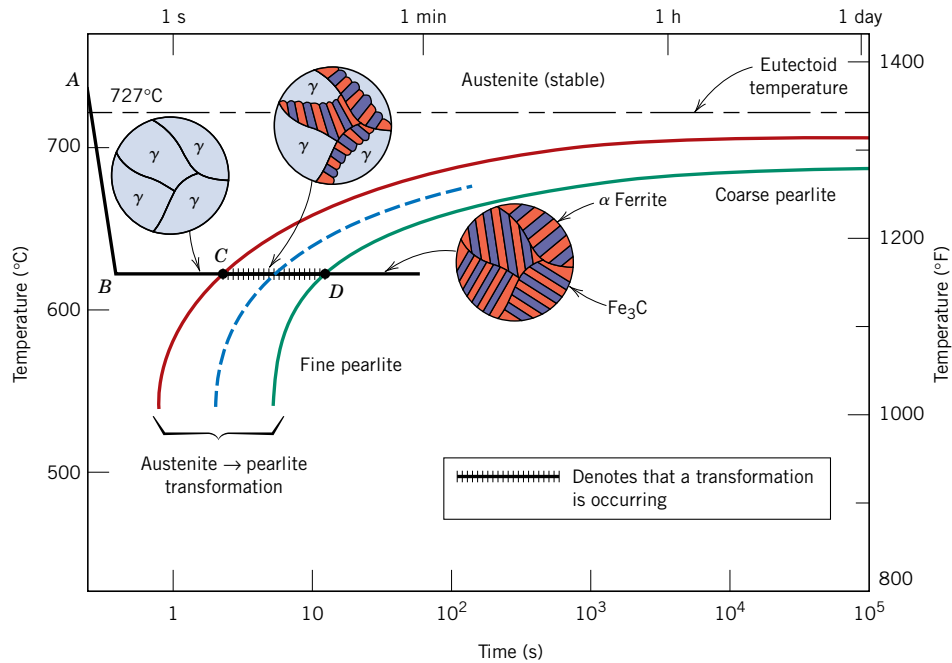 1 s
1 min
1 h
1 day
A
1400
Austenite (stable)
Eutectoid
temperature
727°C
γ
γ
γ
γ
γ
γ
γ
700
Coarse pearlite
α Ferrite
1200
C
B
D
Fe₃C
600
Fine pearlite
Temperature (°C)
Temperature (°F)
1000
500
Austenite → pearlite
transformation
Denotes that a transformation
is occurring
800
1
10
10²
10³
10⁴
10⁵
Time (s)